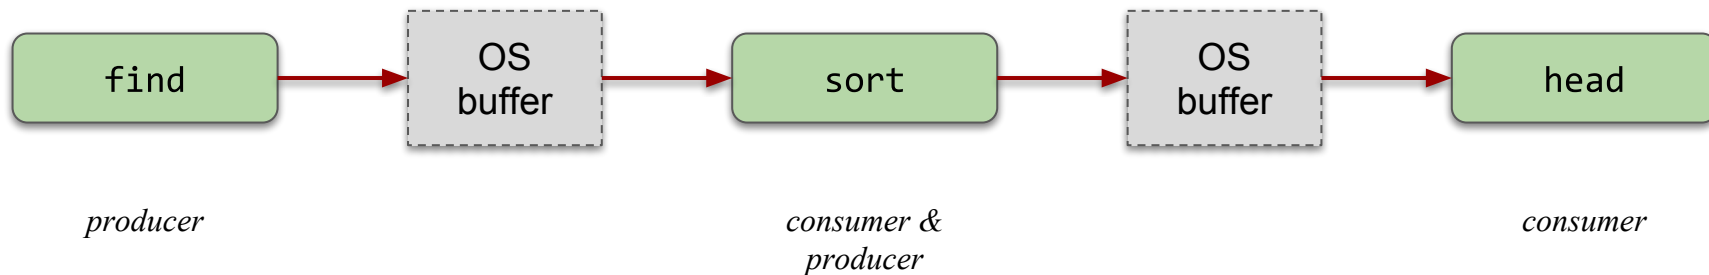 find
OS
buffer
sort
OS
buffer
head
producer
consumer &
producer
consumer